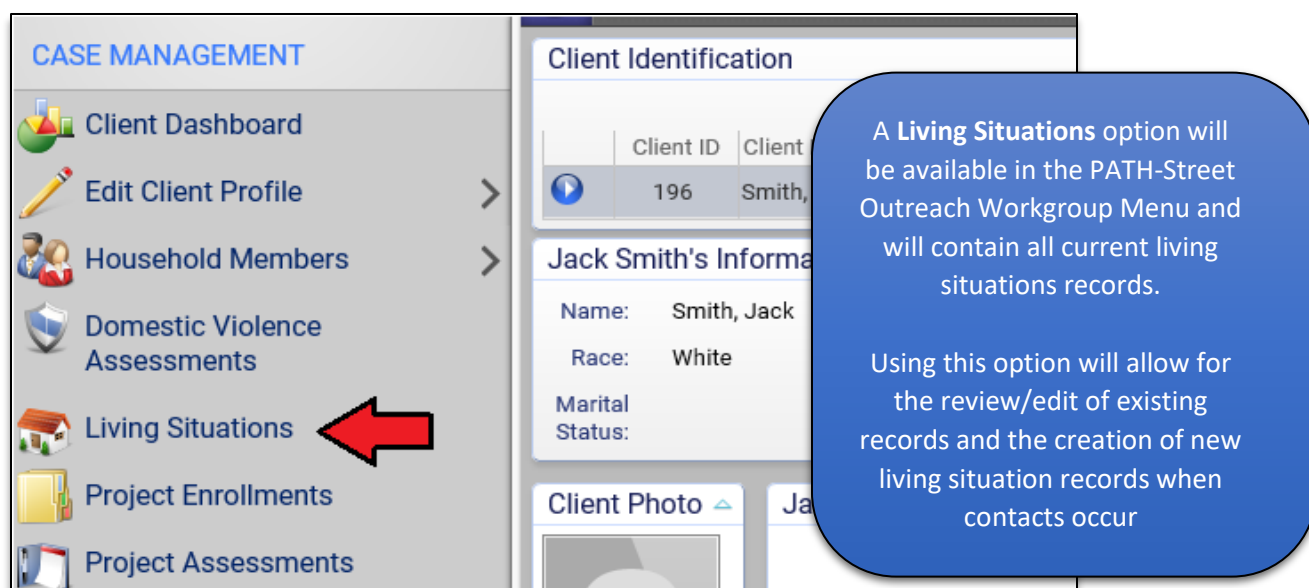 CASE MANAGEMENT
Client Dashboard
Edit Client Profile
Household Members
Domestic Violence
Assessments
Living Situations
Project Enrollments
Project Assessments
Client Identification
Client ID Client
196 Smith,
Jack Smith's Informa
Name: Smith, Jack
Race: White
Marital
Status:
Client Photo
Ja
A Living Situations option will
be available in the PATH-Street
Outreach Workgroup Menu and
will contain all current living
situations records.
Using this option will allow for
the review/edit of existing
records and the creation of new
living situation records when
contacts occur